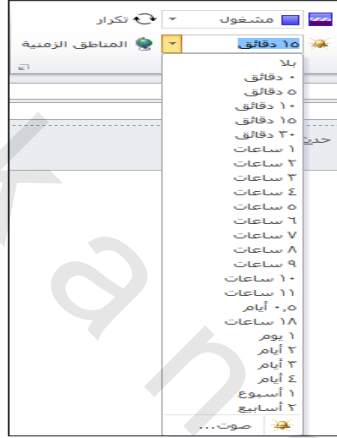 مشغول تكرار
١٥ دقائق المناطق الزمنية
بلا
٠ دقائق
٥ دقائق
١٠ دقائق
١٥ دقائق
٣٠ دقائق
١ ساعات
٢ ساعات
٣ ساعات
٤ ساعات
٥ ساعات
٦ ساعات
٧ ساعات
٨ ساعات
٩ ساعات
١٠ ساعات
١١ ساعات
٠,٥ أيام
١٨ ساعات
١ يوم
٢ أيام
٣ أيام
٤ أيام
١ أسبوع
٢ أسابيع
صوت...
k a n